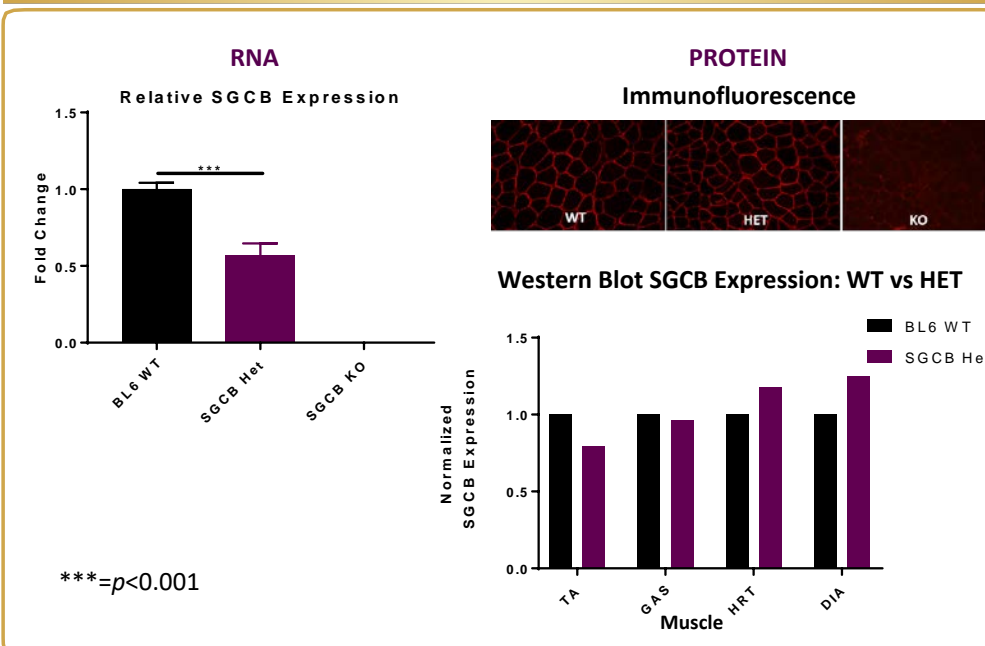 RNA
Relative SGCB Expression
1.5
1.0
0.5
0.0
Fold Change
***
BL6 WT
SGCB Het
SGCB KO
***=p<0.001
PROTEIN
Immunofluorescence
WT
HET
KO
Western Blot SGCB Expression: WT vs HET
BL6 WT
SGCB He
1.5
1.0
0.5
0.0
Normalized
SGCB Expression
TA
GAS
HRT
DIA
Muscle